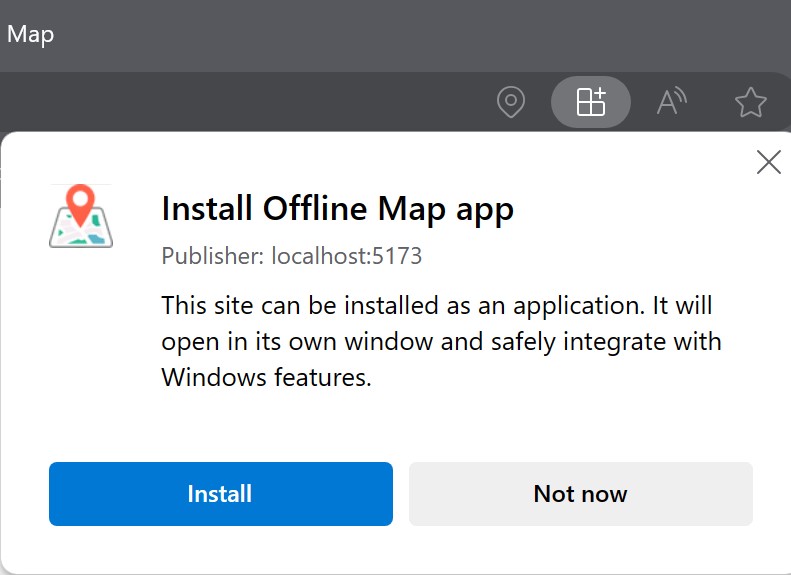 Map
Install Offline Map app
Publisher: localhost:5173
This site can be installed as an application. It will
open in its own window and safely integrate with
Windows features.
Install
Not now